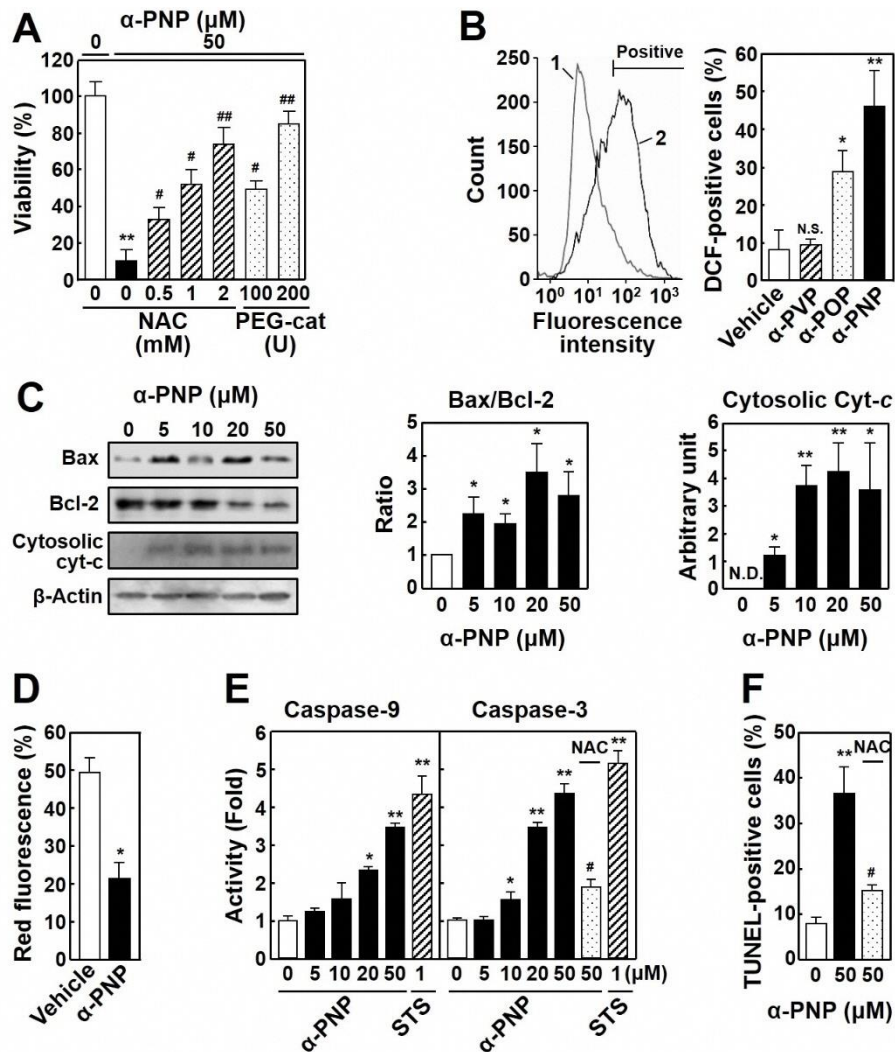 A
α-PNP (μM)
0 50
Viability (%)
120
100
80
60
40
20
0
** # # ## # ##
0 0 0.5 1 2 100 200
NAC (mM)
PEG-cat (U)
B
Count
250
200
150
100
50
0
1
2
Positive
10⁰ 10¹ 10² 10³
Fluorescence intensity
DCF-positive cells (%)
60
50
40
30
20
10
0
N.S. * **
Vehicle
α-PVP
α-POP
α-PNP
C
α-PNP (μM)
0 5 10 20 50
Bax
Bcl-2
Cytosolic cyt-c
β-Actin
Bax/Bcl-2
Ratio
5
4
3
2
1
0
* * * *
0 5 10 20 50
α-PNP (μM)
Cytosolic Cyt-c
Arbitrary unit
6
5
4
3
2
1
0
N.D. * ** ** *
0 5 10 20 50
α-PNP (μM)
D
Red fluorescence (%)
60
50
40
30
20
10
0
*
Vehicle
α-PNP
E
Caspase-9
Caspase-3
Activity (Fold)
6
5
4
3
2
1
0
* ** **
* ** ** NAC # **
0 5 10 20 50 1 0 5 10 20 50 50 1 (μM)
α-PNP STS α-PNP STS
F
TUNEL-positive cells (%)
50
40
30
20
10
0
** NAC #
0 50 50
α-PNP (μM)